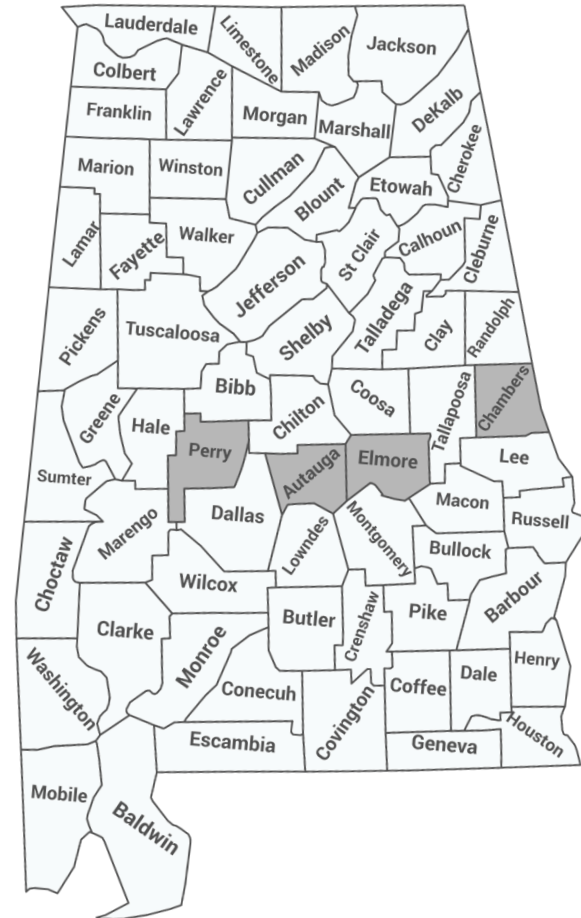 Lauderdale
Limestone
Madison
Jackson
Colbert
Lawrence
Franklin
Morgan
Marshall
DeKalb
Cherokee
Marion
Winston
Cullman
Blount
Etowah
Lamar
Fayette
Walker
Jefferson
St Clair
Calhoun
Cleburne
Pickens
Tuscaloosa
Shelby
Talladega
Clay
Randolph
Greene
Hale
Bibb
Chilton
Coosa
Tallapoosa
Chambers
Sumter
Perry
Autauga
Elmore
Lee
Marengo
Dallas
Lowndes
Montgomery
Macon
Russell
Choctaw
Wilcox
Bullock
Clarke
Monroe
Butler
Crenshaw
Pike
Barbour
Washington
Conecuh
Covington
Coffee
Dale
Henry
Escambia
Geneva
Houston
Mobile
Baldwin